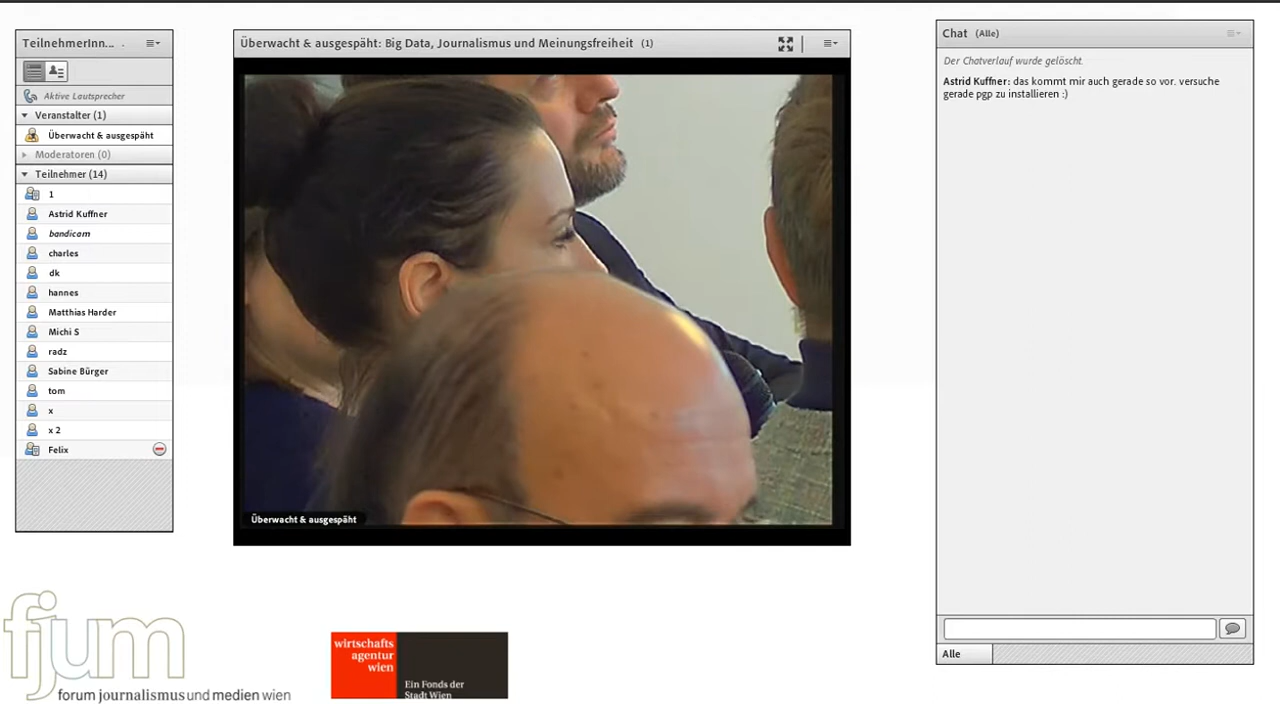 TeilnehmerInn... .
Aktive Lautsprecher
Veranstalter (1)
Überwacht & ausgespäht
Moderatoren (0)
Teilnehmer (14)
1
Astrid Kuffner
bandicam
charles
dk
hannes
Matthias Harder
Michi S
radz
Sabine Bürger
tom
x
x 2
Felix
Überwacht & ausgespäht: Big Data, Journalismus und Meinungsfreiheit (1)
Überwacht & ausgespäht
Chat (Alle)
Der Chatverlauf wurde gelöscht.
Astrid Kuffner: das kommt mir auch gerade so vor. versuche
gerade pgp zu installieren :)
Alle
fjum
forum journalismus und medien wien
wirtschafts
agentur
wien
Ein Fonds der
Stadt Wien